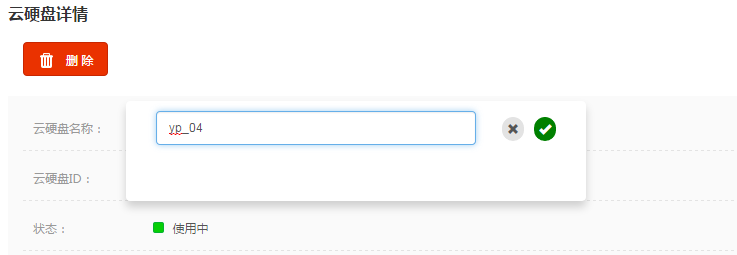 云硬盘详情
删 除
云硬盘名称：
yp_04
云硬盘ID：
状态：
使用中